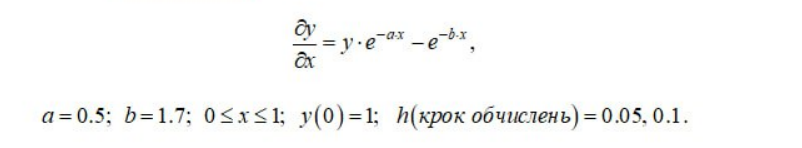 ∂y/∂x = y·e^{-a·x} − e^{-b·x},
a = 0.5; b = 1.7; 0 ≤ x ≤ 1; y(0) = 1; h(крок обчислень) = 0.05, 0.1.